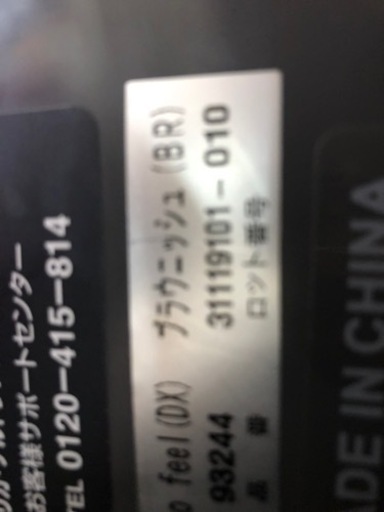 お客様サポートセンター
TEL 0120-415-814
feel(DX) ブラウニッシュ(BR)
93244 31119101-010
品番 ロット番号
MADE IN CHINA